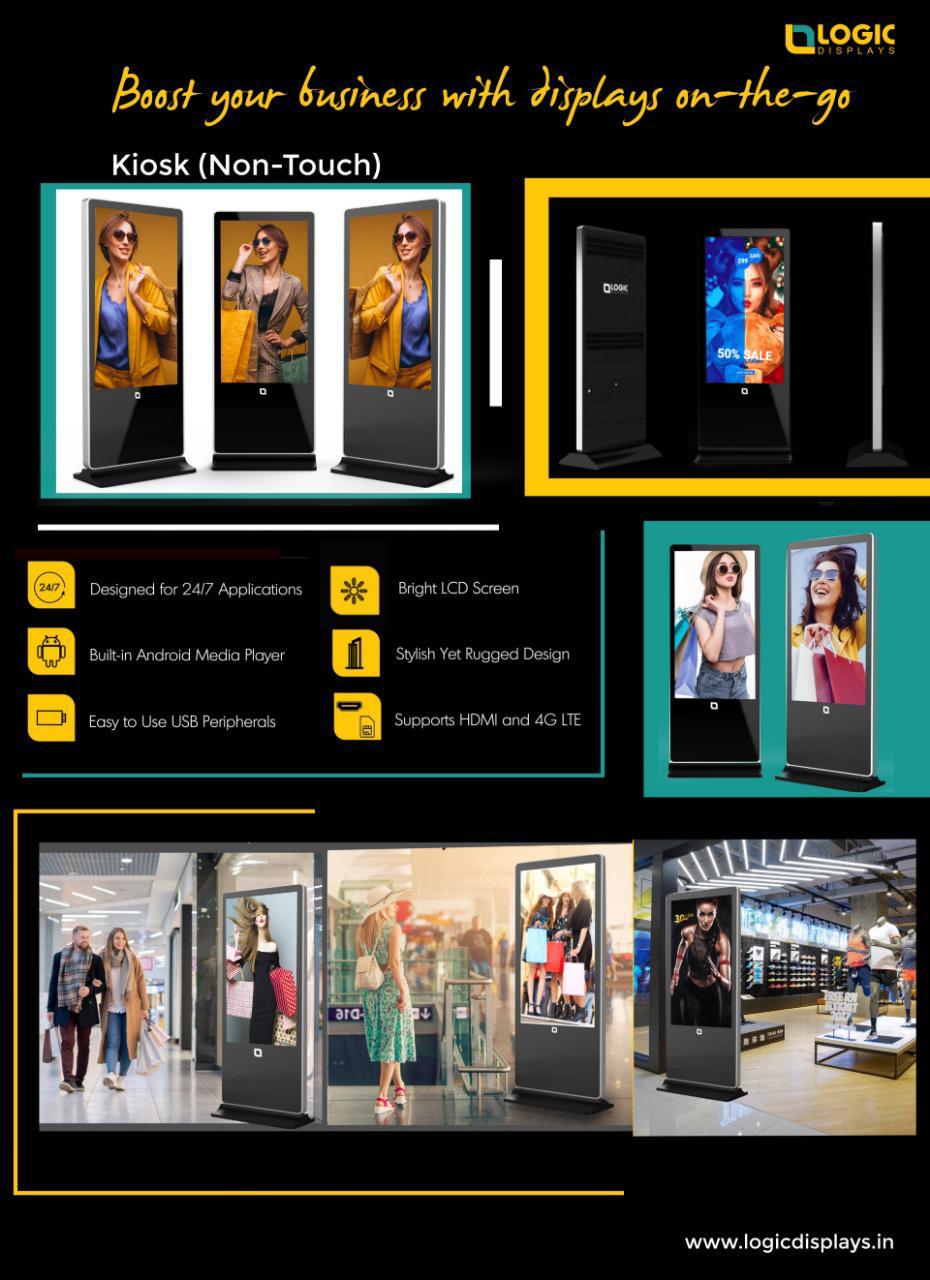 LOGIC
DISPLAYS
Boost your business with displays on-the-go
Kiosk (Non-Touch)
LOGIC
$99
50% SALE
24/7
Designed for 24/7 Applications
Bright LCD Screen
Built-in Android Media Player
Stylish Yet Rugged Design
Easy to Use USB Peripherals
Supports HDMI and 4G LTE
D16
www.logicdisplays.in